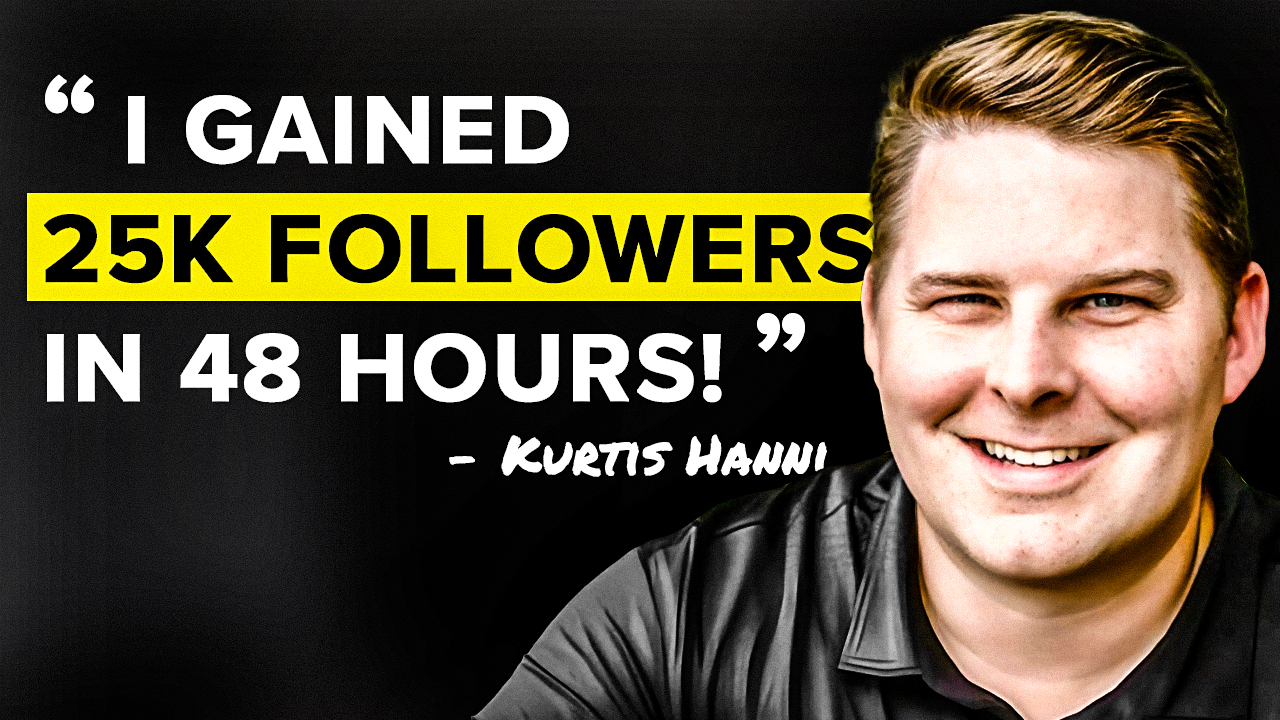 “ I GAINED
25K FOLLOWERS
IN 48 HOURS! ”
- KURTIS HANNI